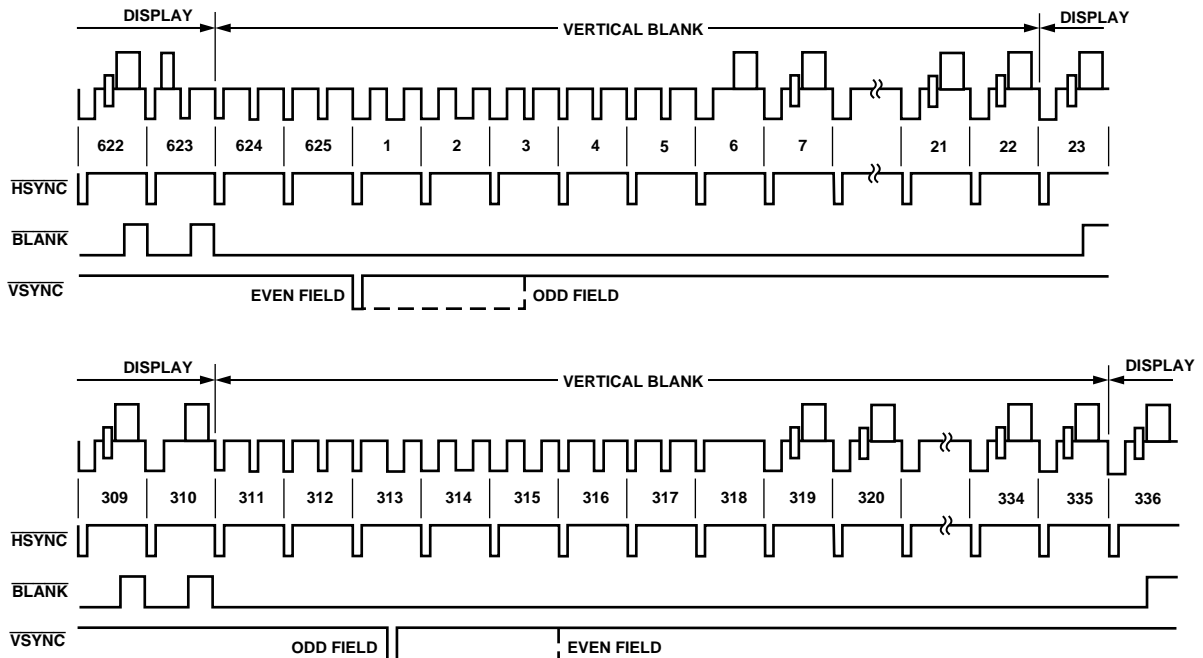 DISPLAY VERTICAL BLANK DISPLAY
622 623 624 625 1 2 3 4 5 6 7 21 22 23
HSYNC
BLANK
VSYNC
EVEN FIELD ODD FIELD
DISPLAY VERTICAL BLANK DISPLAY
309 310 311 312 313 314 315 316 317 318 319 320 334 335 336
HSYNC
BLANK
VSYNC
ODD FIELD EVEN FIELD